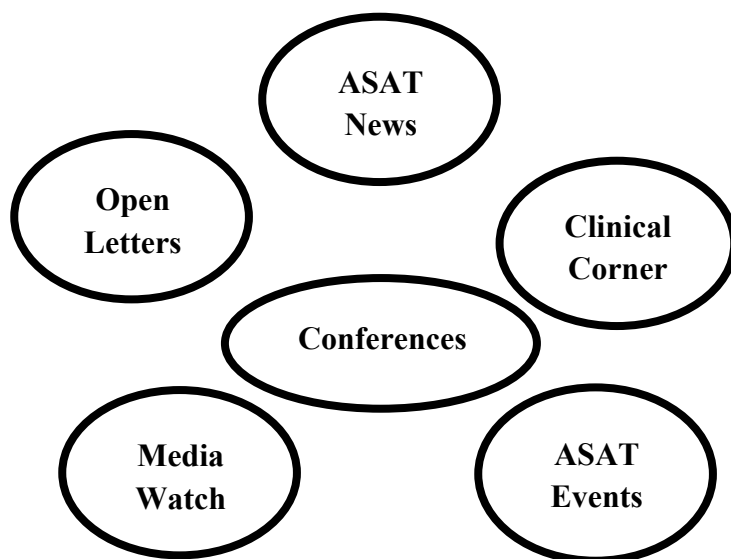 ASAT
News
Open
Letters
Clinical
Corner
Conferences
Media
Watch
ASAT
Events